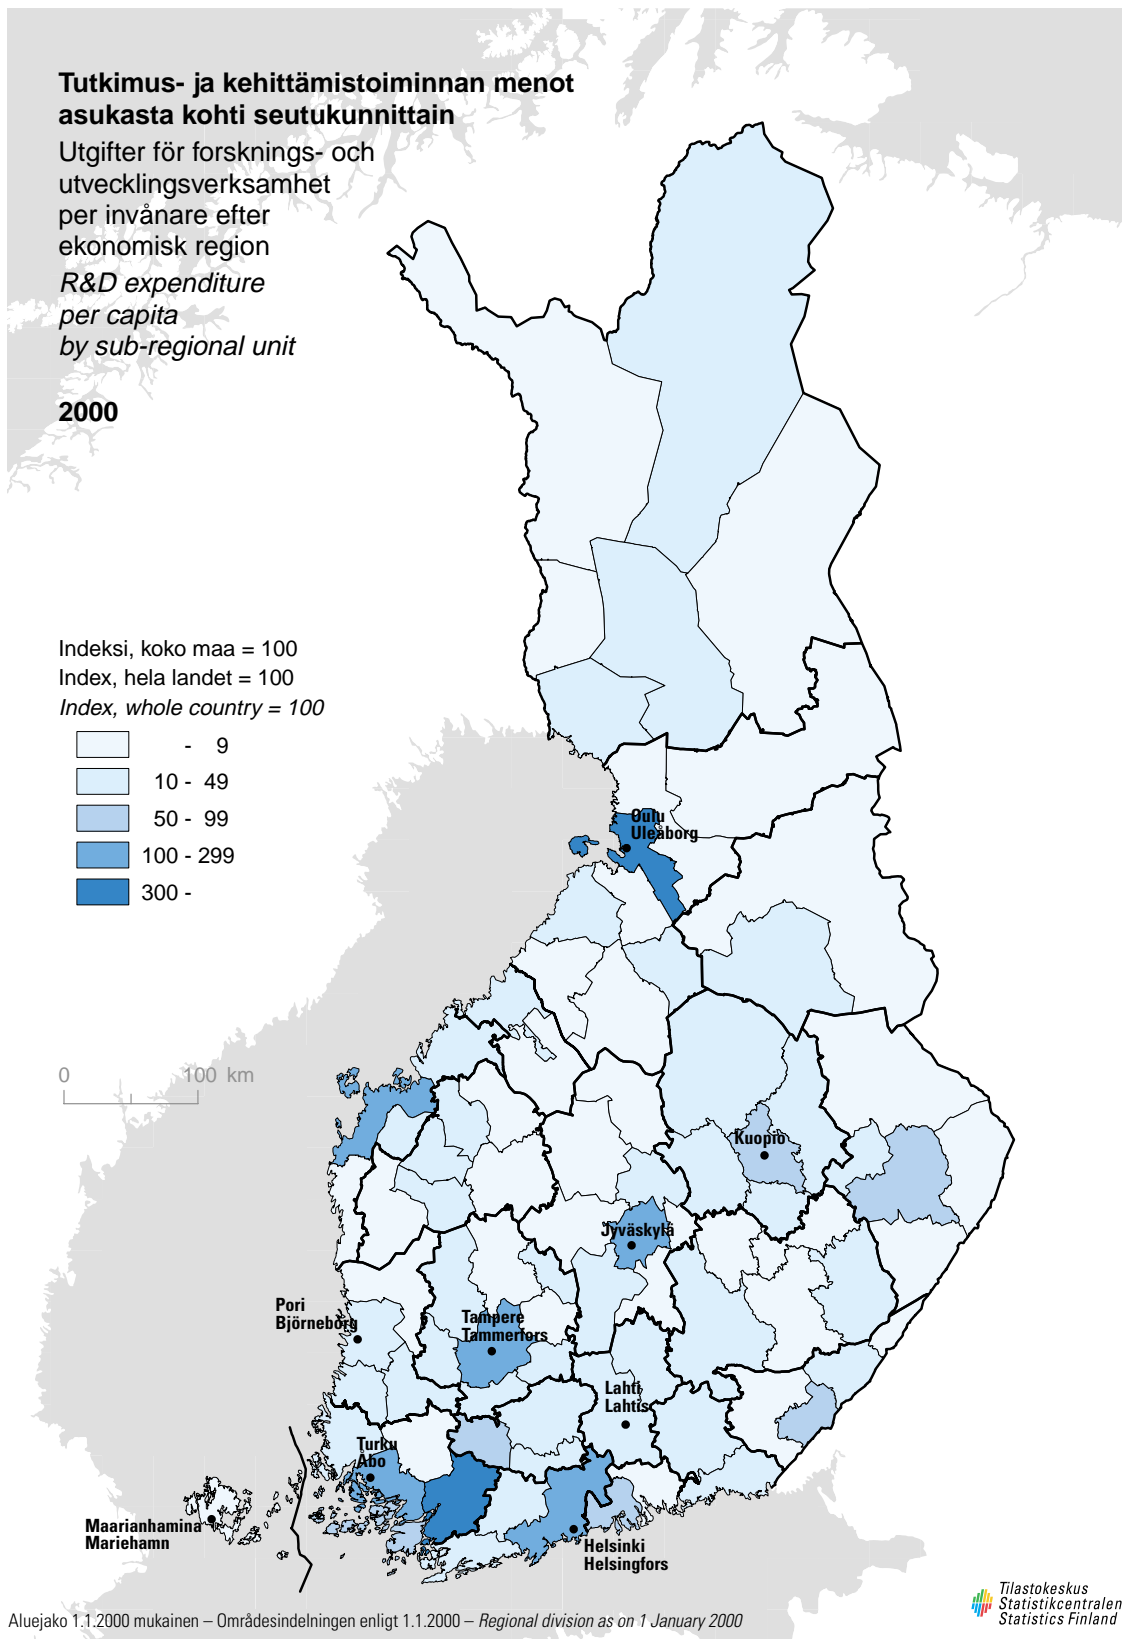 Tutkimus- ja kehittämistoiminnan menot
asukasta kohti seutukunnittain
Utgifter för forsknings- och
utvecklingsverksamhet
per invånare efter
ekonomisk region
R&D expenditure
per capita
by sub-regional unit
2000
Indeksi, koko maa = 100
Index, hela landet = 100
Index, whole country = 100
- 9
10 - 49
50 - 99
100 - 299
300 -
Oulu
Uleåborg
0 100 km
Kuopio
Jyväskylä
Pori
Björneborg
Tampere
Tammerfors
Lahti
Lahtis
Turku
Åbo
Maarianhamina
Mariehamn
Helsinki
Helsingfors
Tilastokeskus
Statistikcentralen
Statistics Finland
Aluejako 1.1.2000 mukainen – Områdesindelningen enligt 1.1.2000 – Regional division as on 1 January 2000